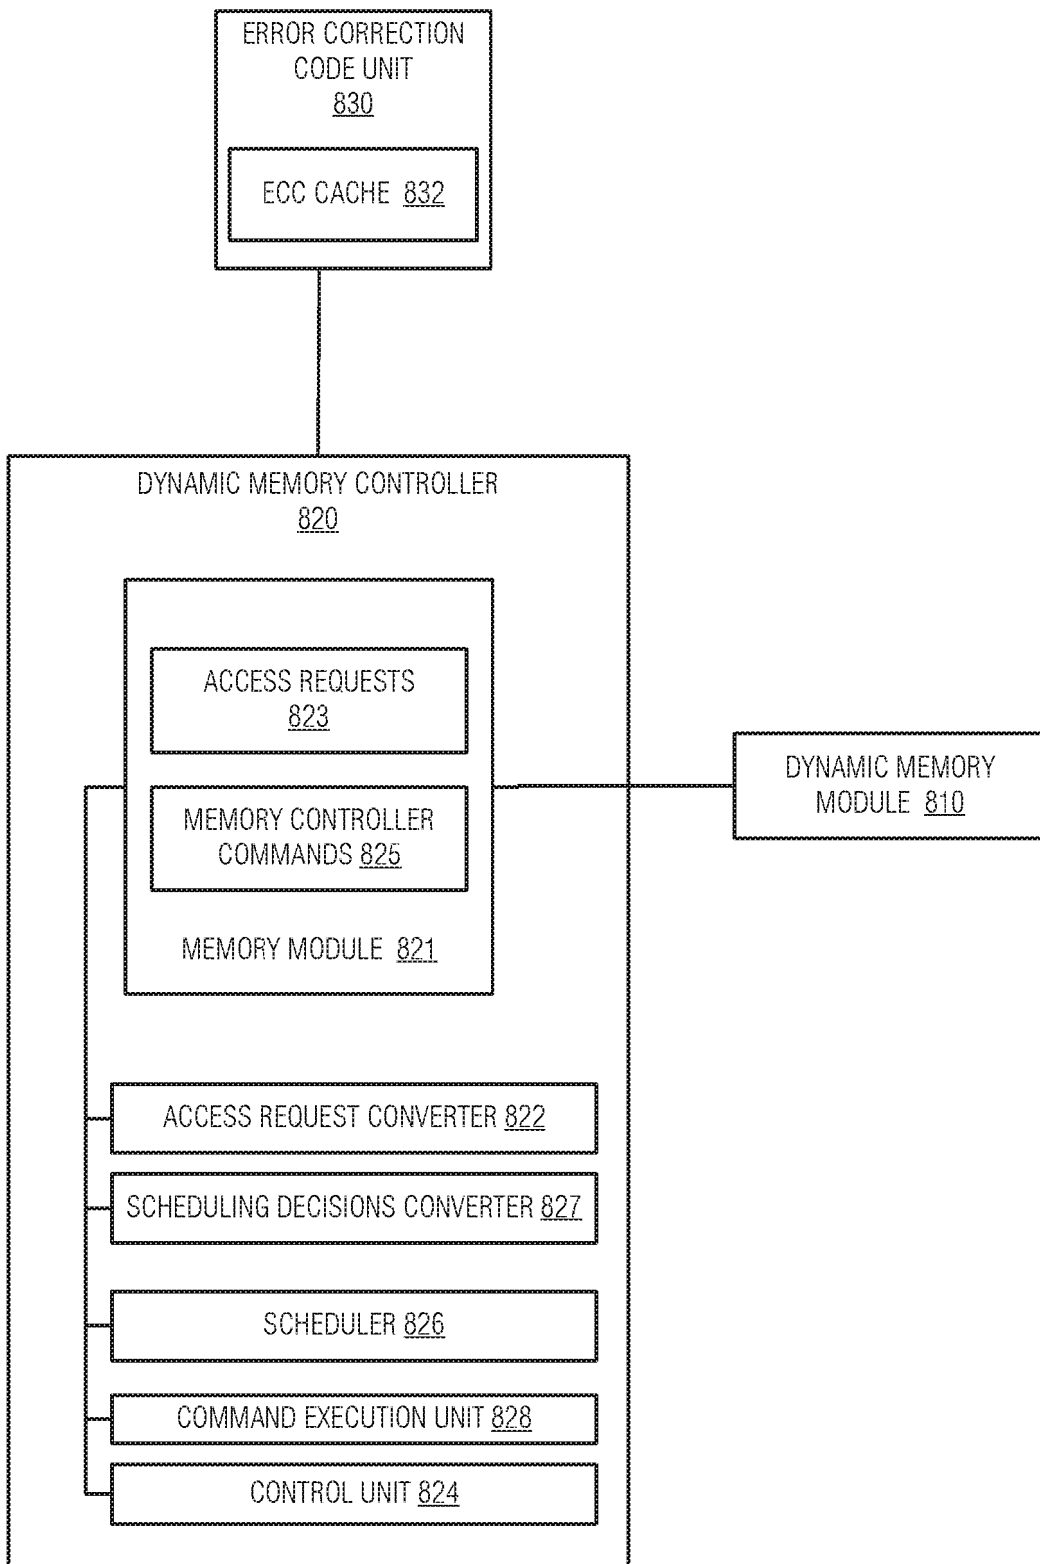 ERROR CORRECTION
CODE UNIT
830
ECC CACHE 832
DYNAMIC MEMORY CONTROLLER
820
ACCESS REQUESTS
823
MEMORY CONTROLLER
COMMANDS 825
MEMORY MODULE 821
DYNAMIC MEMORY
MODULE 810
ACCESS REQUEST CONVERTER 822
SCHEDULING DECISIONS CONVERTER 827
SCHEDULER 826
COMMAND EXECUTION UNIT 828
CONTROL UNIT 824